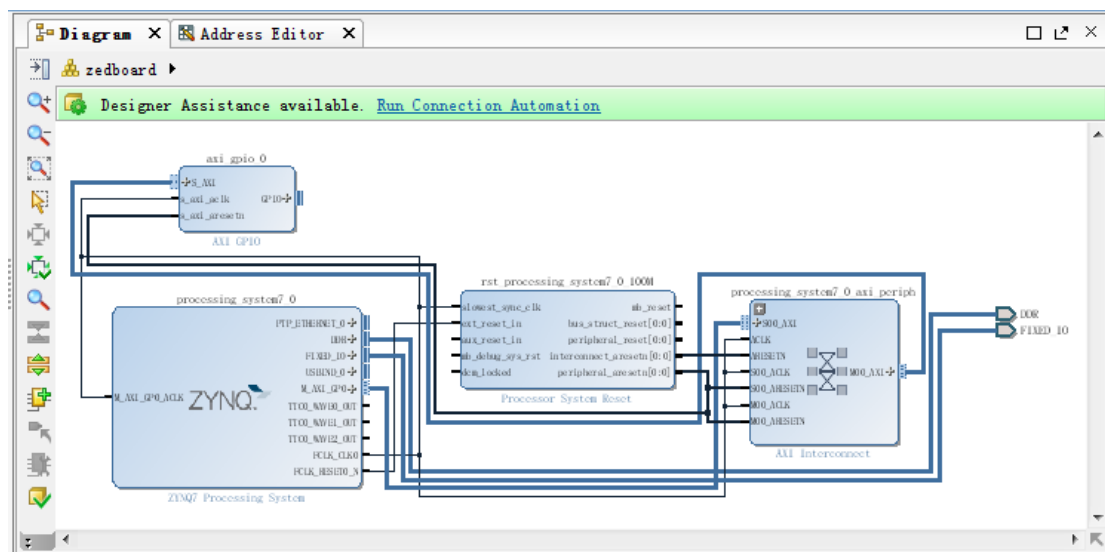 Diagram
Address Editor
zedboard
Designer Assistance available. Run Connection Automation
axi_gpio_0
S_AXI
s_axi_aclk
s_axi_aresetn
GPIO
AXI GPIO
processing_system7_0
PTP_ETHERNET_0
DDR
FIXED_IO
USBIND_0
M_AXI_GP0
M_AXI_GP0_ACLK
ZYNQ
TTC0_WAVE0_OUT
TTC0_WAVE1_OUT
TTC0_WAVE2_OUT
FCLK_CLK0
FCLK_RESET0_N
ZYNQ7 Processing System
rst_processing_system7_0_100M
slowest_sync_clk
ext_reset_in
aux_reset_in
mb_debug_sys_rst
dcm_locked
mb_reset
bus_struct_reset[0:0]
peripheral_reset[0:0]
interconnect_aresetn[0:0]
peripheral_aresetn[0:0]
Processor System Reset
processing_system7_0_axi_periph
S00_AXI
ACLK
ARESETN
S00_ACLK
S00_ARESETN
M00_ACLK
M00_ARESETN
M00_AXI
AXI Interconnect
DDR
FIXED_IO